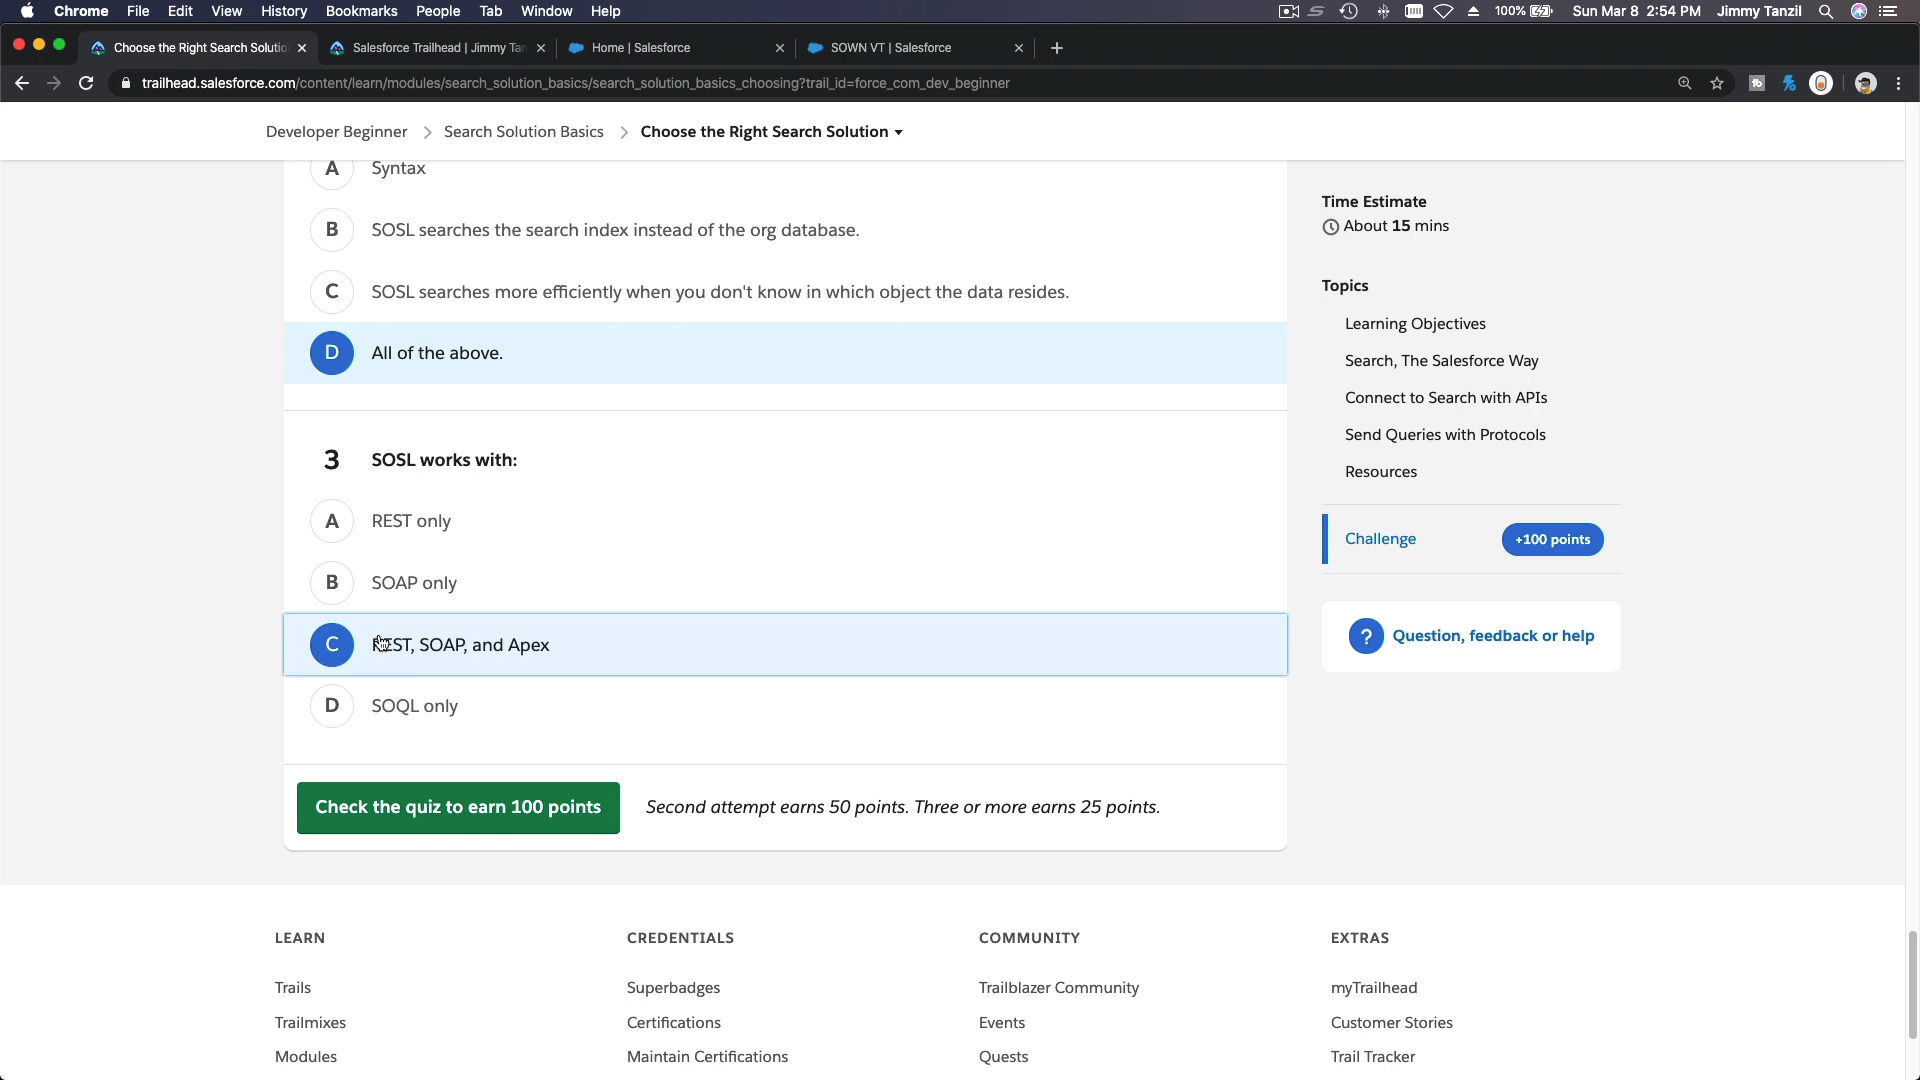 Chrome File Edit View History Bookmarks People Tab Window Help 100% Sun Mar 8 2:54 PM Jimmy Tanzil
Choose the Right Search Solutio Salesforce Trailhead | Jimmy Tan Home | Salesforce SOWN VT | Salesforce
trailhead.salesforce.com/content/learn/modules/search_solution_basics/search_solution_basics_choosing?trail_id=force_com_dev_beginner
Developer Beginner > Search Solution Basics > Choose the Right Search Solution
A Syntax
B SOSL searches the search index instead of the org database.
C SOSL searches more efficiently when you don't know in which object the data resides.
D All of the above.
3 SOSL works with:
A REST only
B SOAP only
C REST, SOAP, and Apex
D SOQL only
Check the quiz to earn 100 points Second attempt earns 50 points. Three or more earns 25 points.
Time Estimate
About 15 mins
Topics
Learning Objectives
Search, The Salesforce Way
Connect to Search with APIs
Send Queries with Protocols
Resources
Challenge +100 points
? Question, feedback or help
LEARN
Trails
Trailmixes
Modules
CREDENTIALS
Superbadges
Certifications
Maintain Certifications
COMMUNITY
Trailblazer Community
Events
Quests
EXTRAS
myTrailhead
Customer Stories
Trail Tracker